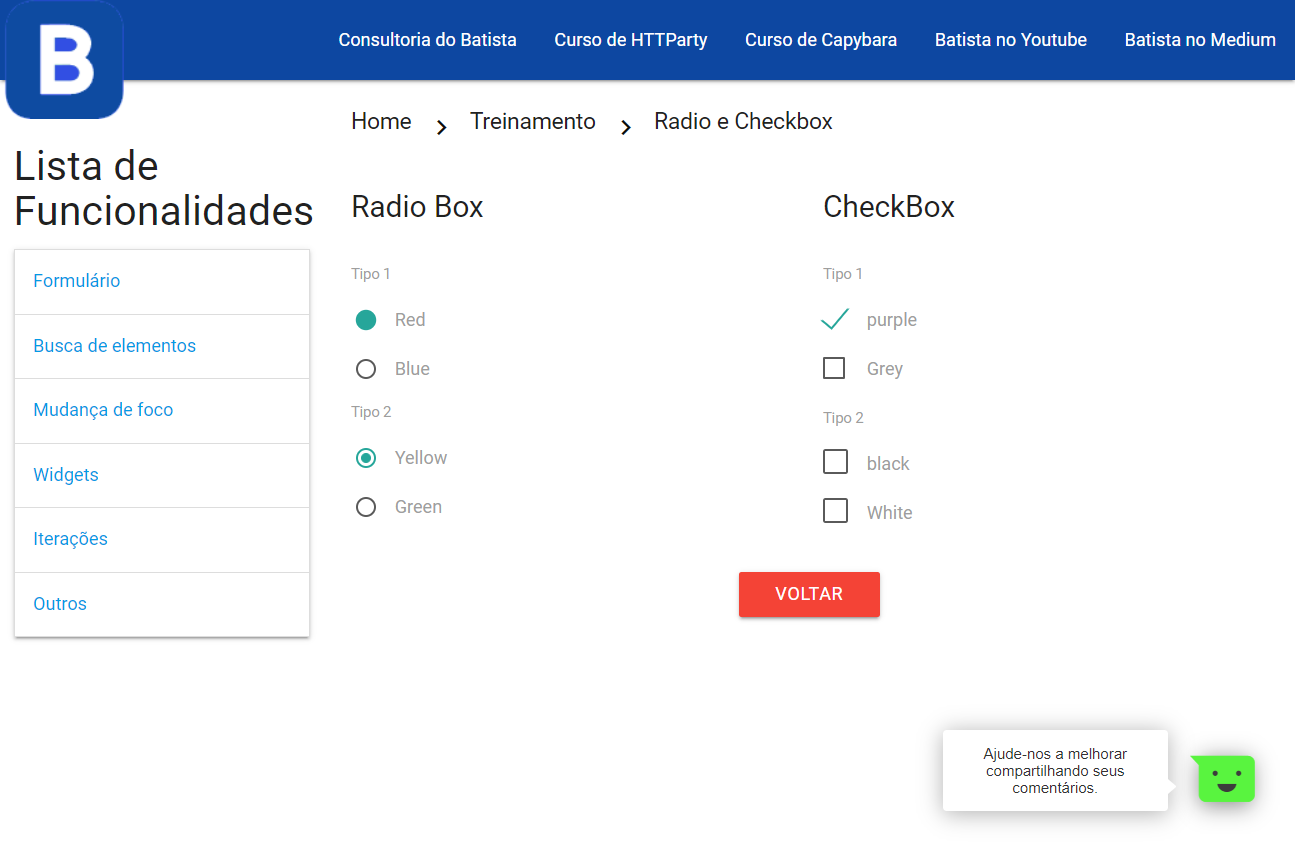 B
Consultoria do Batista
Curso de HTTParty
Curso de Capybara
Batista no Youtube
Batista no Medium
Home
Treinamento
Radio e Checkbox
Lista de
Funcionalidades
Formulário
Busca de elementos
Mudança de foco
Widgets
Iterações
Outros
Radio Box
Tipo 1
Red
Blue
Tipo 2
Yellow
Green
CheckBox
Tipo 1
purple
Grey
Tipo 2
black
White
VOLTAR
Ajude-nos a melhorar
compartilhando seus
comentários.